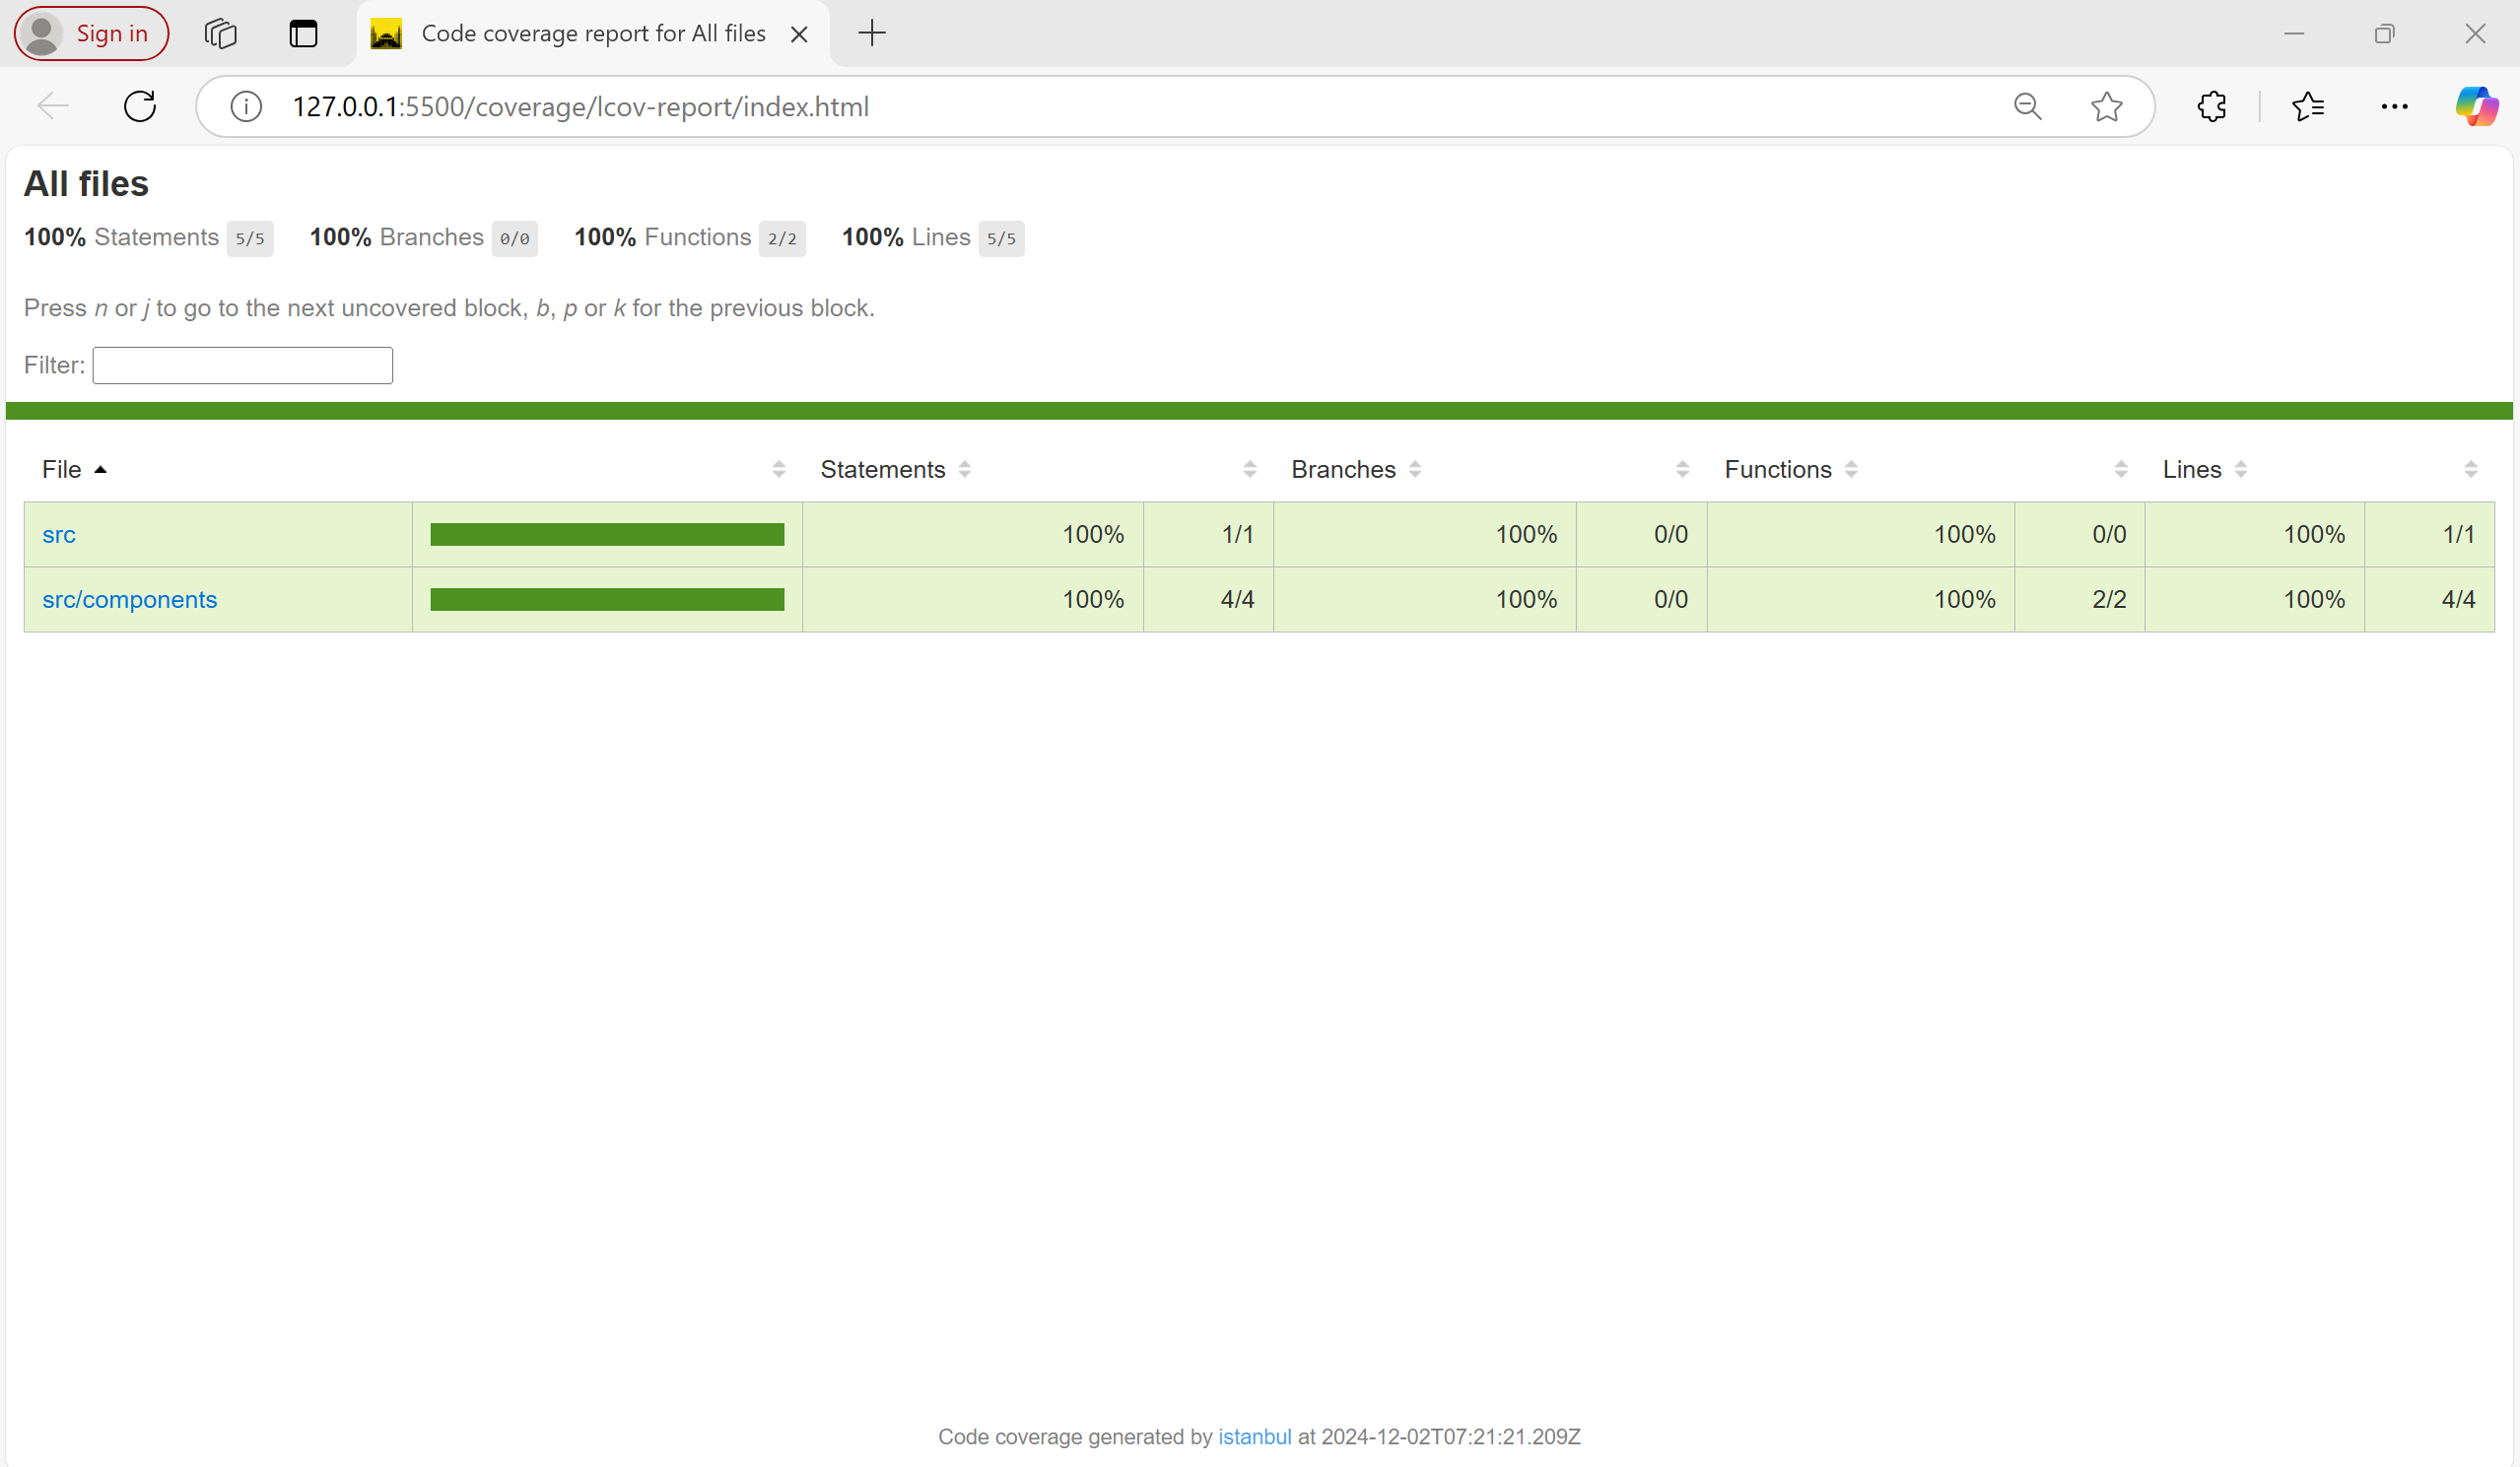 Sign in
Code coverage report for All files
127.0.0.1:5500/coverage/lcov-report/index.html
All files
100% Statements 5/5 100% Branches 0/0 100% Functions 2/2 100% Lines 5/5
Press n or j to go to the next uncovered block, b, p or k for the previous block.
Filter:
File Statements Branches Functions Lines
src 100% 1/1 100% 0/0 100% 0/0 100% 1/1
src/components 100% 4/4 100% 0/0 100% 2/2 100% 4/4
Code coverage generated by istanbul at 2024-12-02T07:21:21.209Z